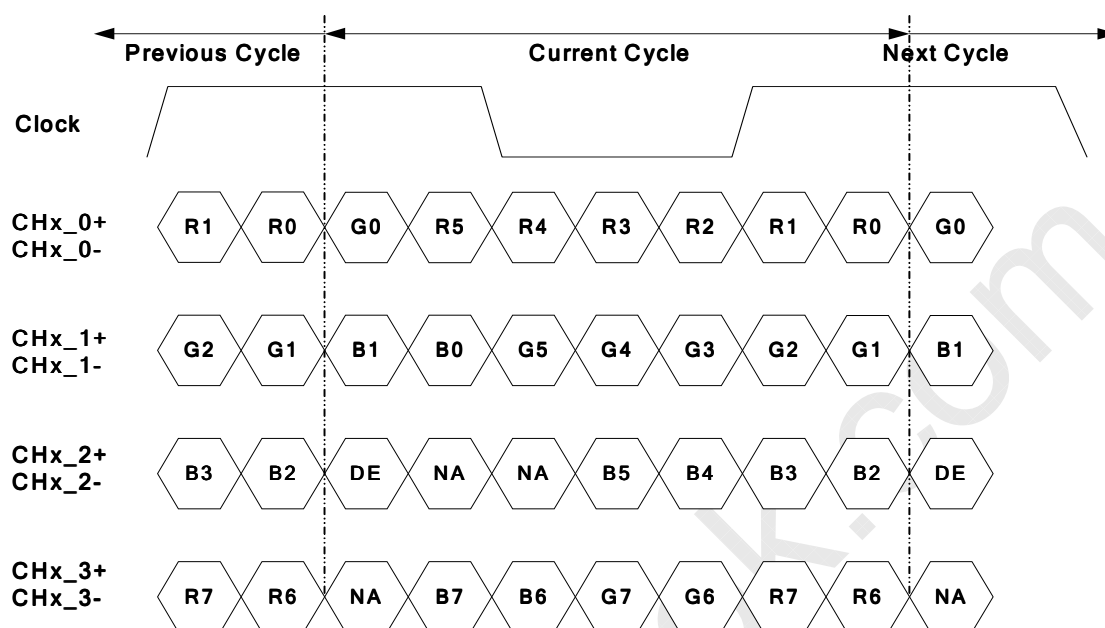 Previous Cycle Current Cycle Next Cycle
Clock
CHx_0+
CHx_0-
R1 R0 G0 R5 R4 R3 R2 R1 R0 G0
CHx_1+
CHx_1-
G2 G1 B1 B0 G5 G4 G3 G2 G1 B1
CHx_2+
CHx_2-
B3 B2 DE NA NA B5 B4 B3 B2 DE
CHx_3+
CHx_3-
R7 R6 NA B7 B6 G7 G6 R7 R6 NA
k.com